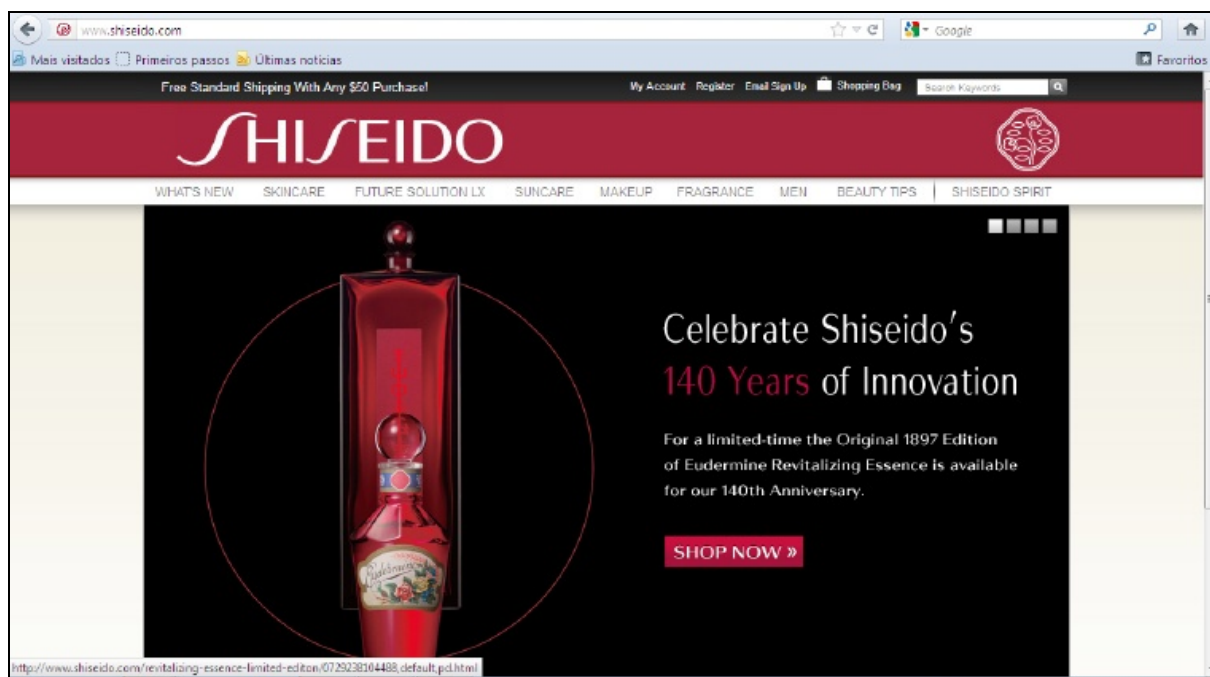 www.shiseido.com
Google
Mais visitados Primeiros passos Últimas notícias
Favoritos
Free Standard Shipping With Any $50 Purchase! My Account Register Email Sign Up Shopping Bag Search Keywords
SHISEIDO
WHAT'S NEW SKINCARE FUTURE SOLUTION LX SUNCARE MAKEUP FRAGRANCE MEN BEAUTY TIPS SHISEIDO SPIRIT
Celebrate Shiseido's
140 Years of Innovation
For a limited-time the Original 1897 Edition
of Eudermine Revitalizing Essence is available
for our 140th Anniversary.
SHOP NOW »
Eudermine
http://www.shiseido.com/revitalizing-essence-limited-editon/0729238104488,default,pd.html